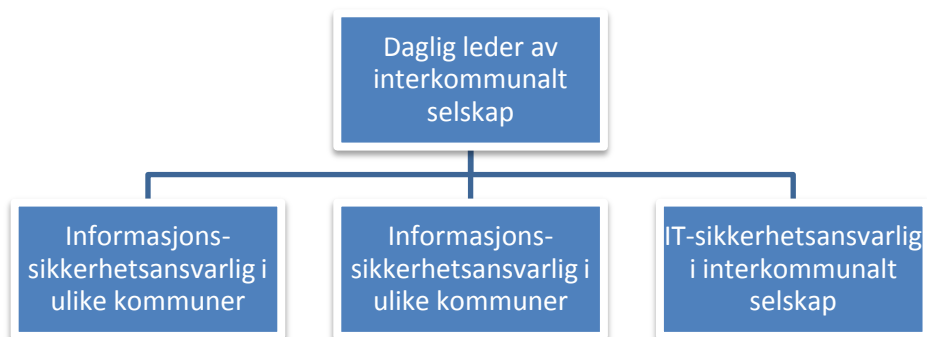 Daglig leder av
interkommunalt
selskap
Informasjons-
sikkerhetsansvarlig i
ulike kommuner
Informasjons-
sikkerhetsansvarlig i
ulike kommuner
IT-sikkerhetsansvarlig
i interkommunalt
selskap